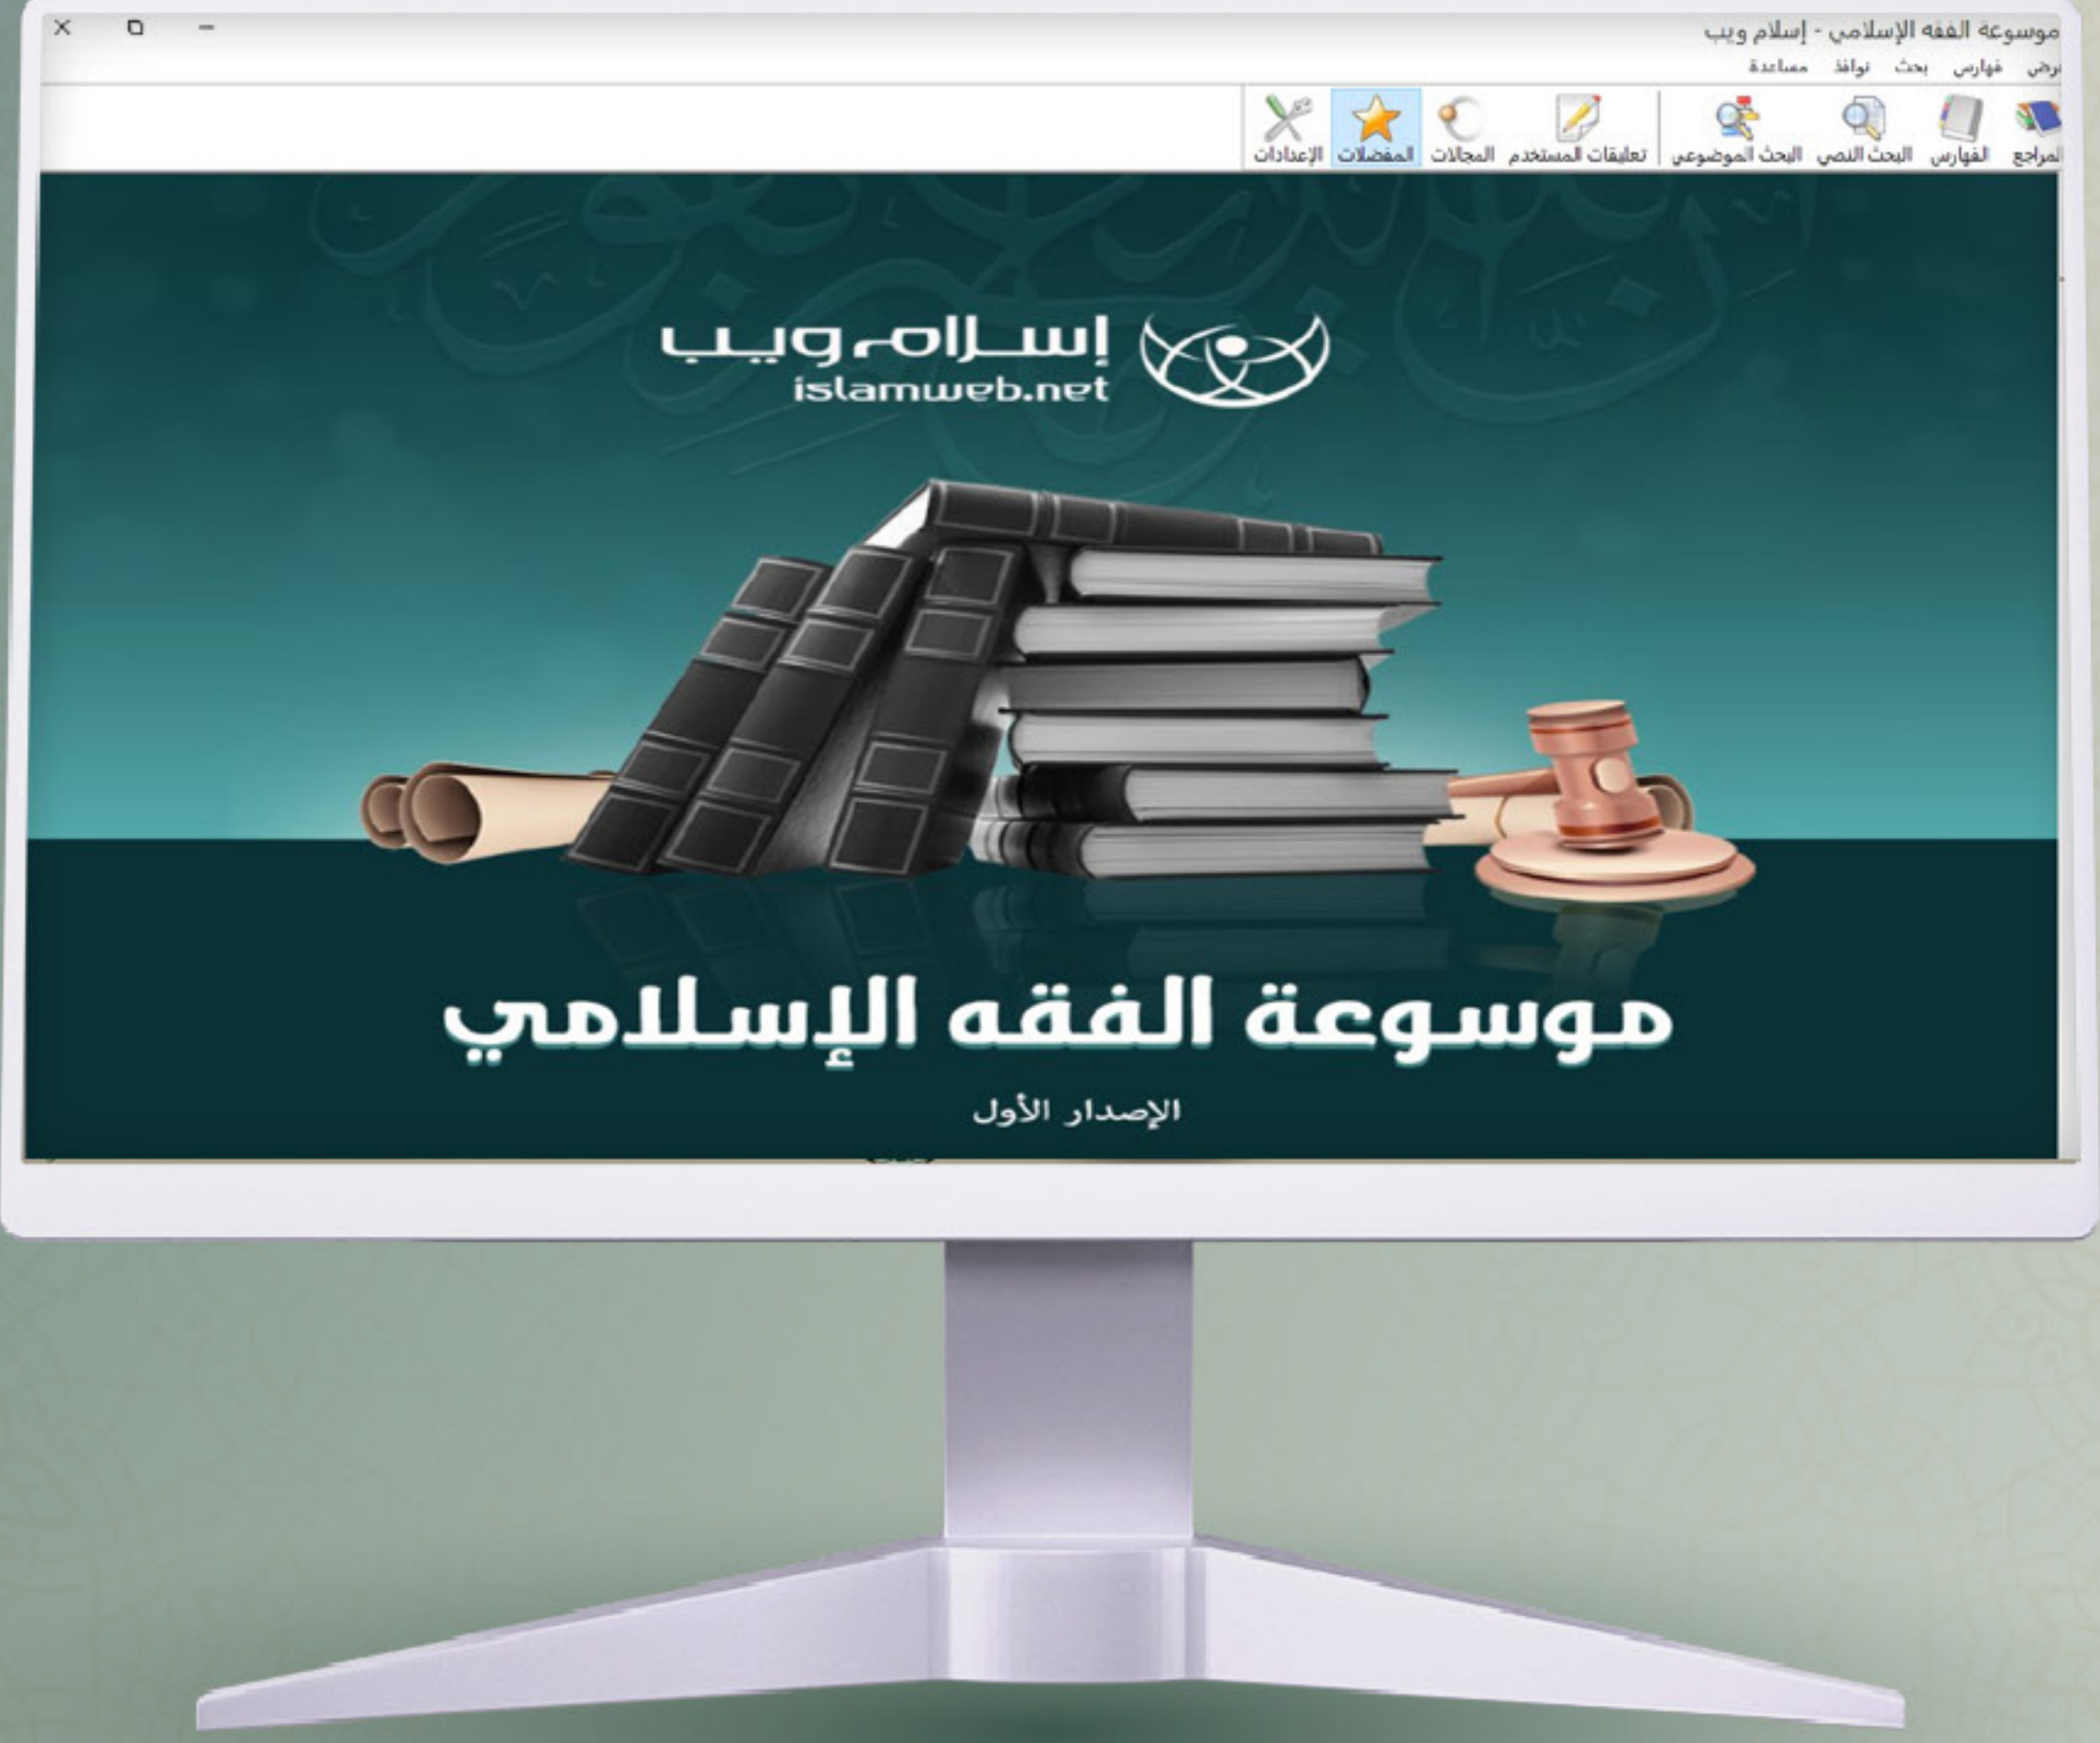 موسوعة الفقه الإسلامي - إسلام ويب
فهارس بحث نوافذ مساعدة
الفهارس البحث النصي البحث الموضوعي تعليقات المستخدم المجالات المفضلات الإعدادات
إسلام ويب
islamweb.net
موسوعة الفقه الإسلامي
الإصدار الأول